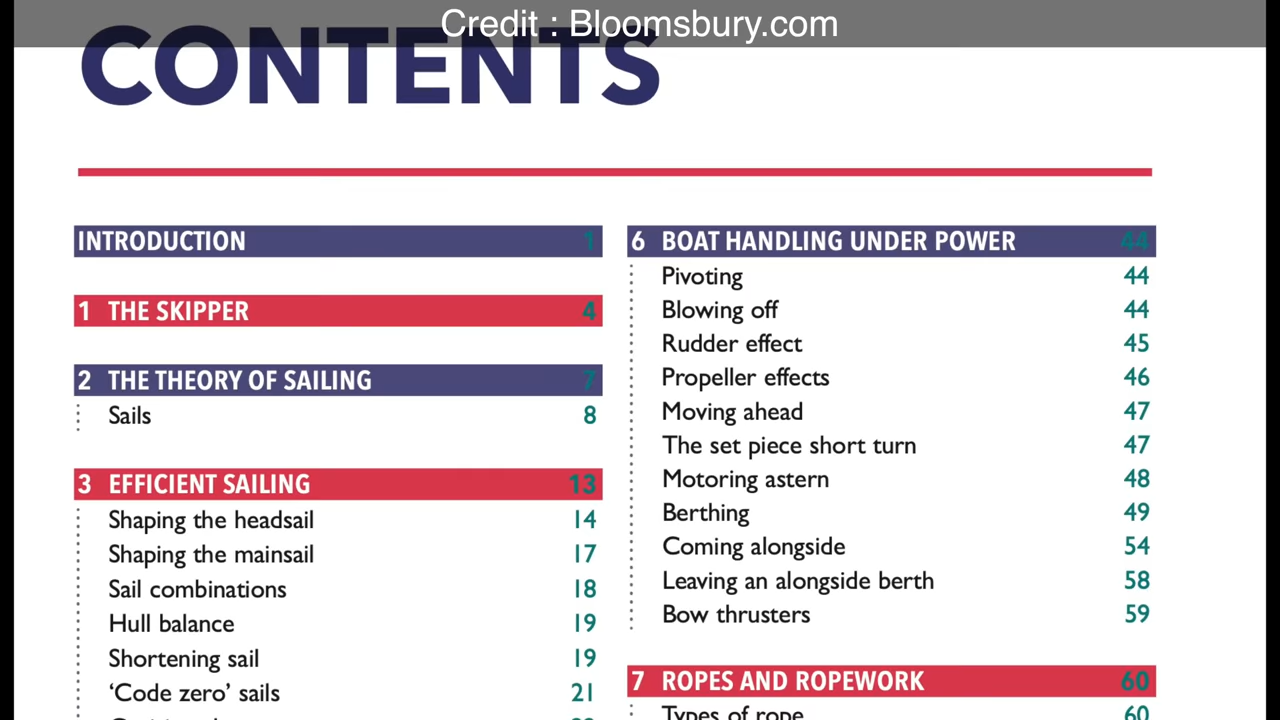 Credit : Bloomsbury.com
CONTENTS
INTRODUCTION 1
1 THE SKIPPER 4
2 THE THEORY OF SAILING 7
Sails 8
3 EFFICIENT SAILING 13
Shaping the headsail 14
Shaping the mainsail 17
Sail combinations 18
Hull balance 19
Shortening sail 19
‘Code zero’ sails 21
6 BOAT HANDLING UNDER POWER 44
Pivoting 44
Blowing off 44
Rudder effect 45
Propeller effects 46
Moving ahead 47
The set piece short turn 47
Motoring astern 48
Berthing 49
Coming alongside 54
Leaving an alongside berth 58
Bow thrusters 59
7 ROPES AND ROPEWORK 60
Types of rope 60